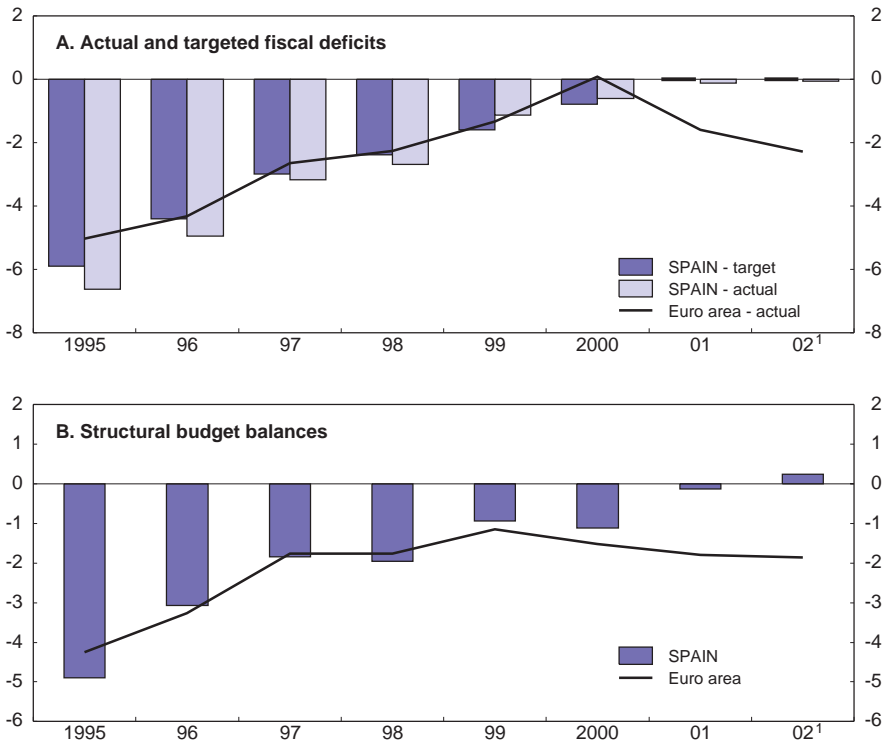 A. Actual and targeted fiscal deficits
2 2
0 0
-2 -2
-4 -4
-6 -6
-8 -8
SPAIN - target
SPAIN - actual
Euro area - actual
1995 96 97 98 99 2000 01 02¹
B. Structural budget balances
2 2
1 1
0 0
-1 -1
-2 -2
-3 -3
-4 -4
-5 -5
-6 -6
SPAIN
Euro area
1995 96 97 98 99 2000 01 02¹